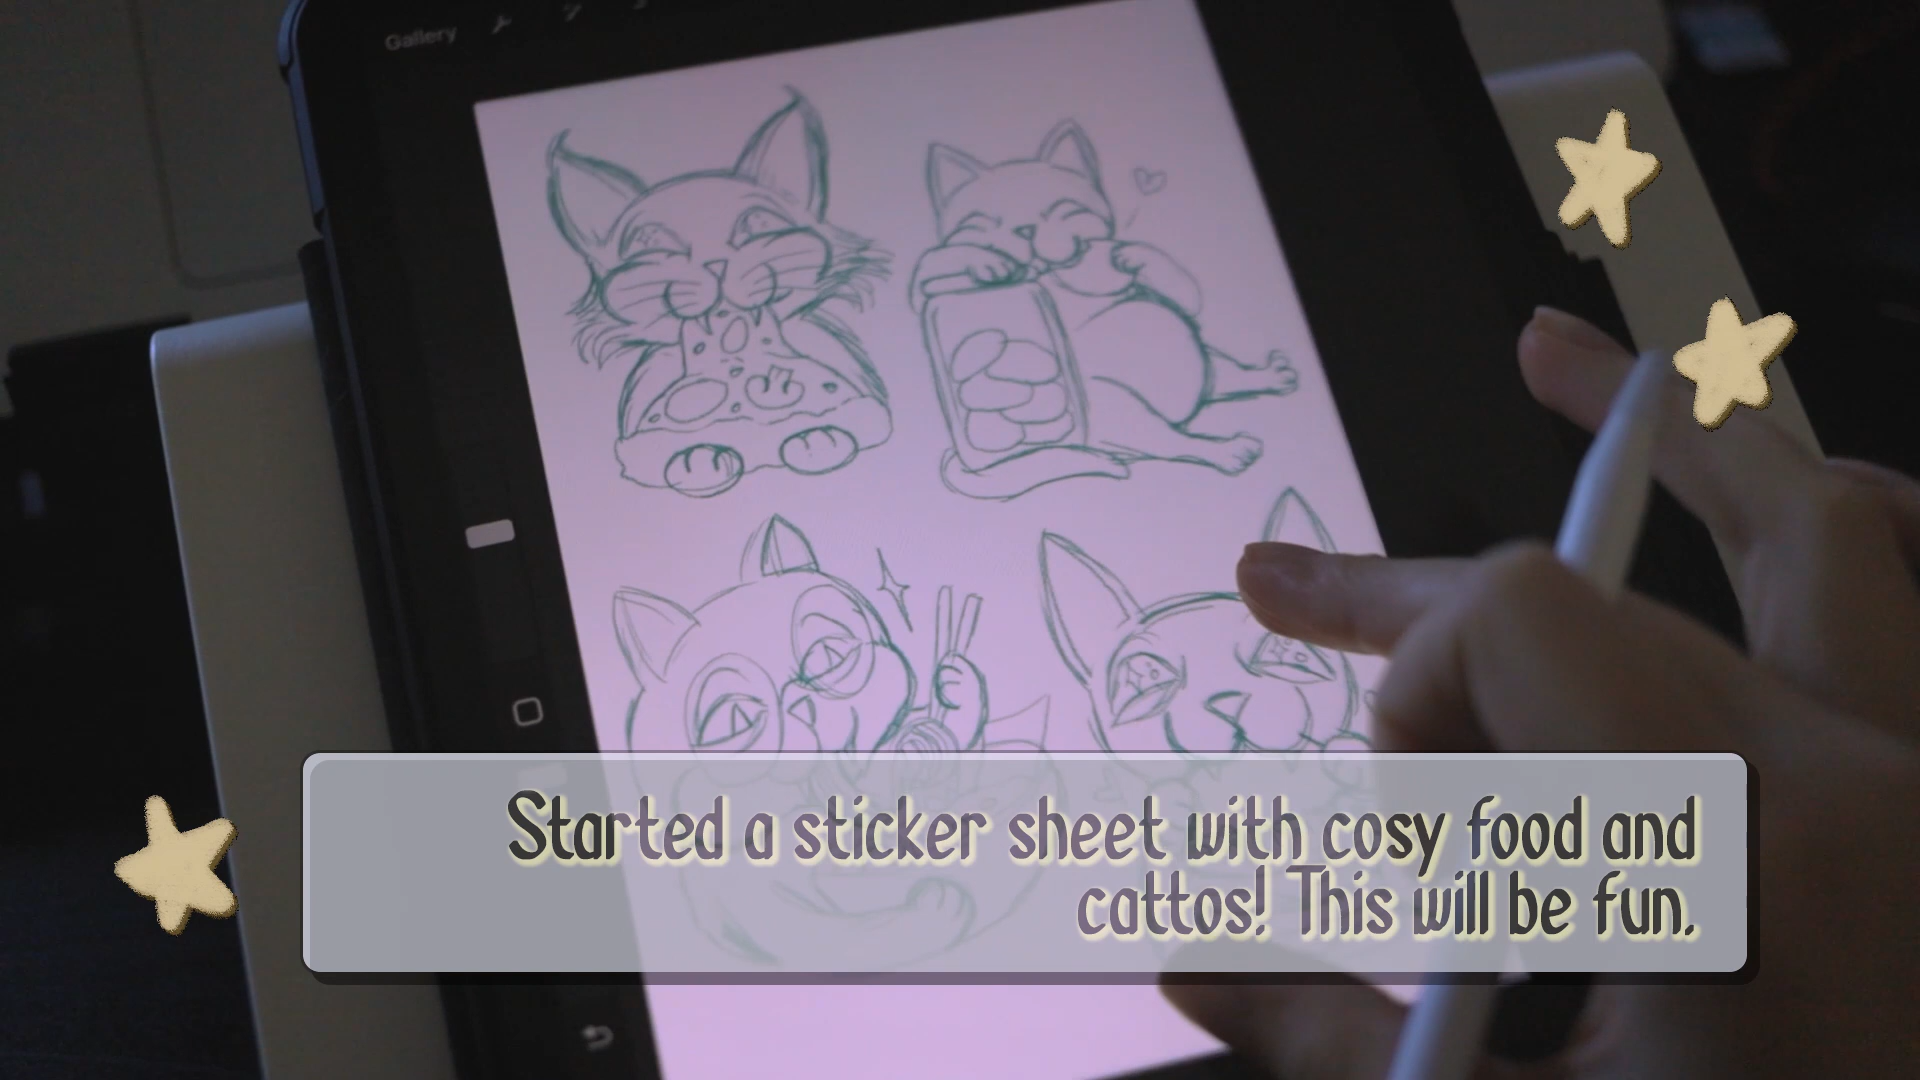 Gallery
Started a sticker sheet with cosy food and
cattos! This will be fun.